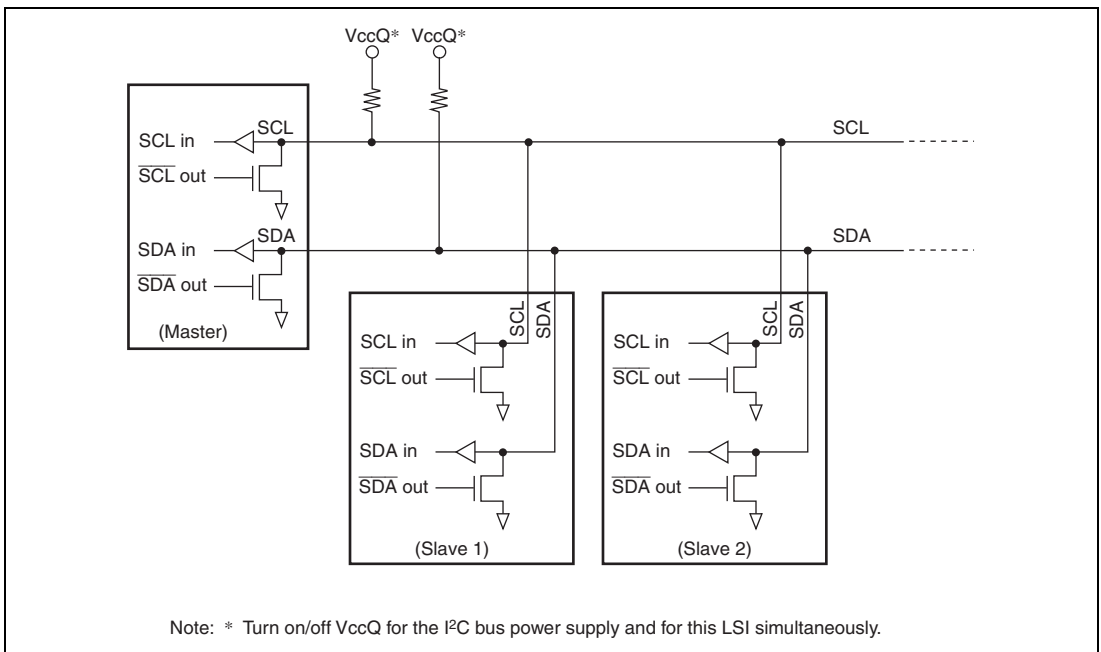 VccQ* VccQ*
SCL
SCL in
SCL out
SDA
SDA in
SDA out
(Master)
SCL
SDA
SCL
SDA
SCL in
SCL out
SDA in
SDA out
(Slave 1)
SCL
SDA
SCL in
SCL out
SDA in
SDA out
(Slave 2)
Note: * Turn on/off VccQ for the I²C bus power supply and for this LSI simultaneously.